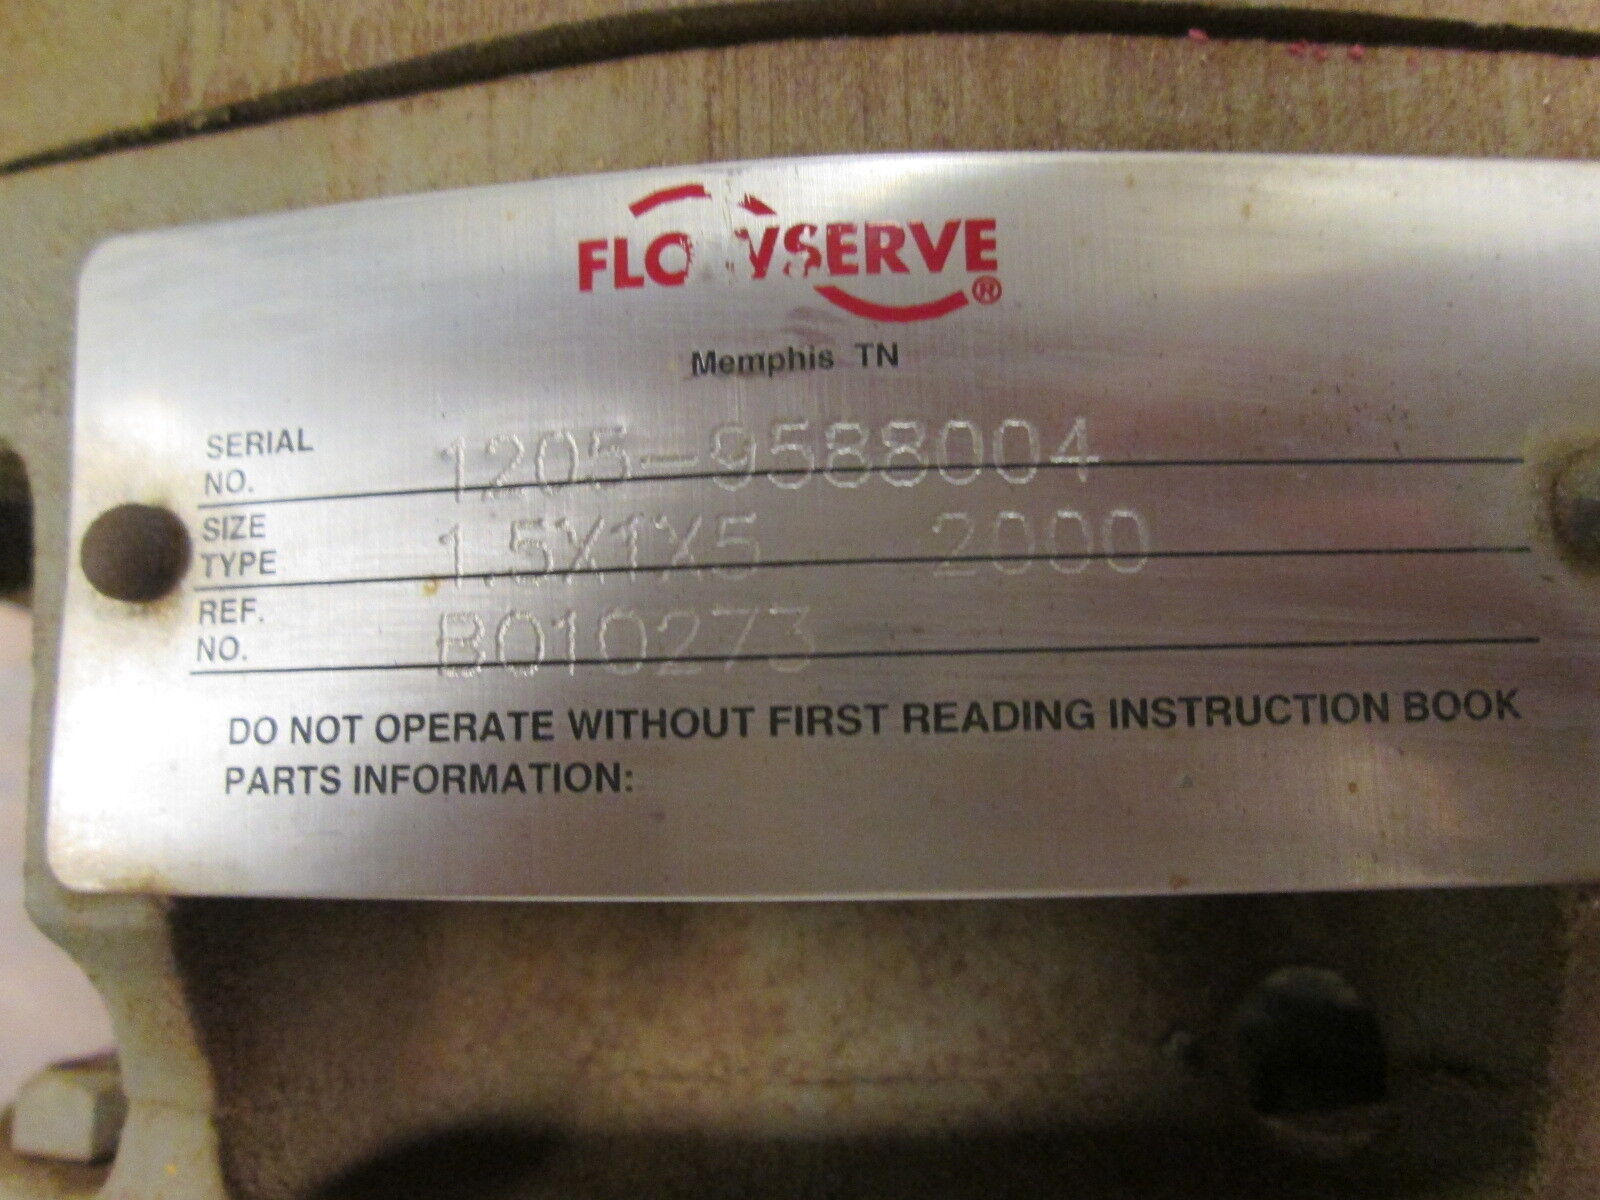 FLOWSERVE®
Memphis TN
SERIAL NO. 1205-9588004
SIZE TYPE 1.5X1X5 2000
REF. NO. B010273
DO NOT OPERATE WITHOUT FIRST READING INSTRUCTION BOOK
PARTS INFORMATION: